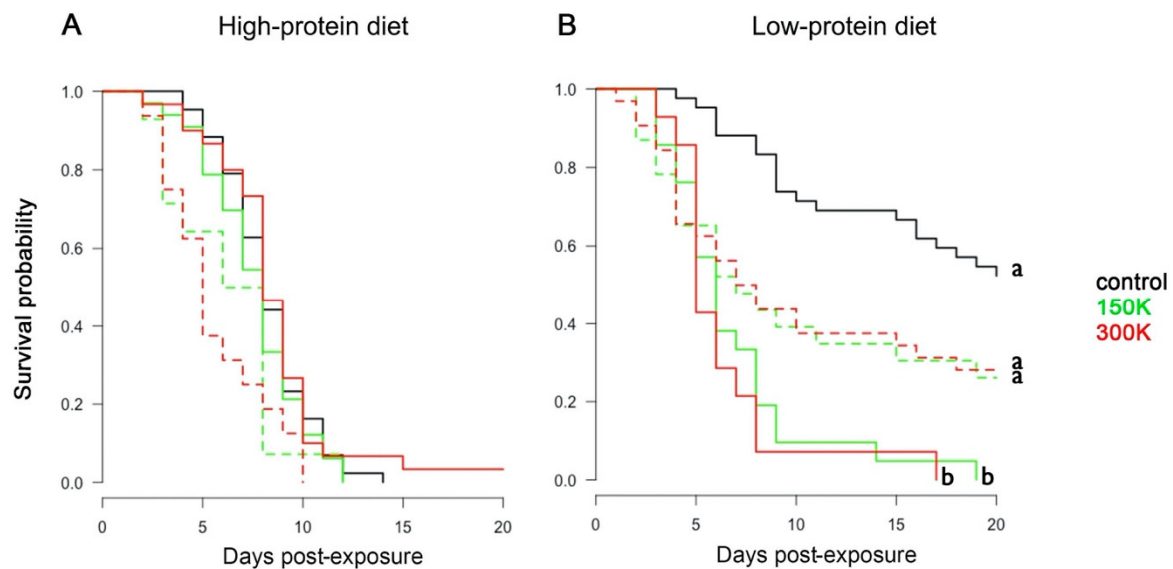 A High-protein diet
B Low-protein diet
1.0
0.8
0.6
0.4
0.2
0.0
Survival probability
0 5 10 15 20
Days post-exposure
1.0
0.8
0.6
0.4
0.2
0.0
a
a
a
b b
0 5 10 15 20
Days post-exposure
control
150K
300K